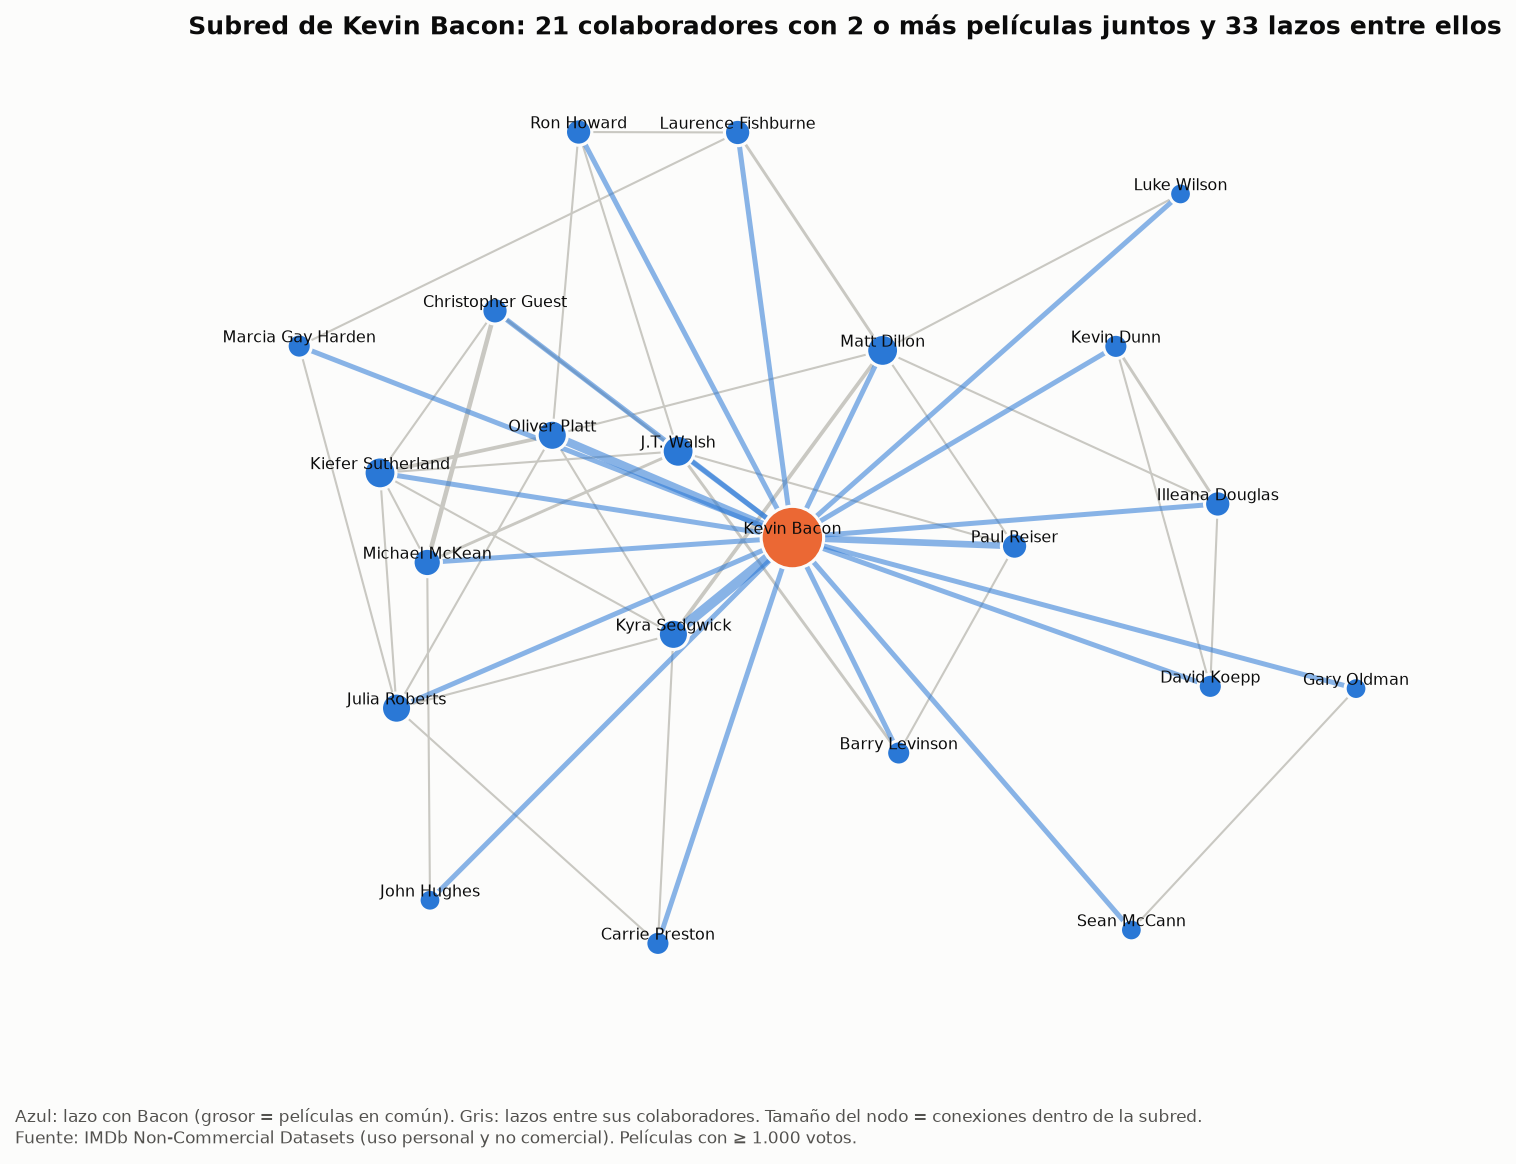 Subred de Kevin Bacon: 21 colaboradores con 2 o más películas juntos y 33 lazos entre ellos
Ron Howard
Laurence Fishburne
Luke Wilson
Christopher Guest
Marcia Gay Harden
Matt Dillon
Kevin Dunn
Oliver Platt
J.T. Walsh
Kiefer Sutherland
Illeana Douglas
Kevin Bacon
Paul Reiser
Michael McKean
Kyra Sedgwick
David Koepp
Gary Oldman
Julia Roberts
Barry Levinson
John Hughes
Sean McCann
Carrie Preston
Azul: lazo con Bacon (grosor = películas en común). Gris: lazos entre sus colaboradores. Tamaño del nodo = conexiones dentro de la subred.
Fuente: IMDb Non-Commercial Datasets (uso personal y no comercial). Películas con ≥ 1.000 votos.